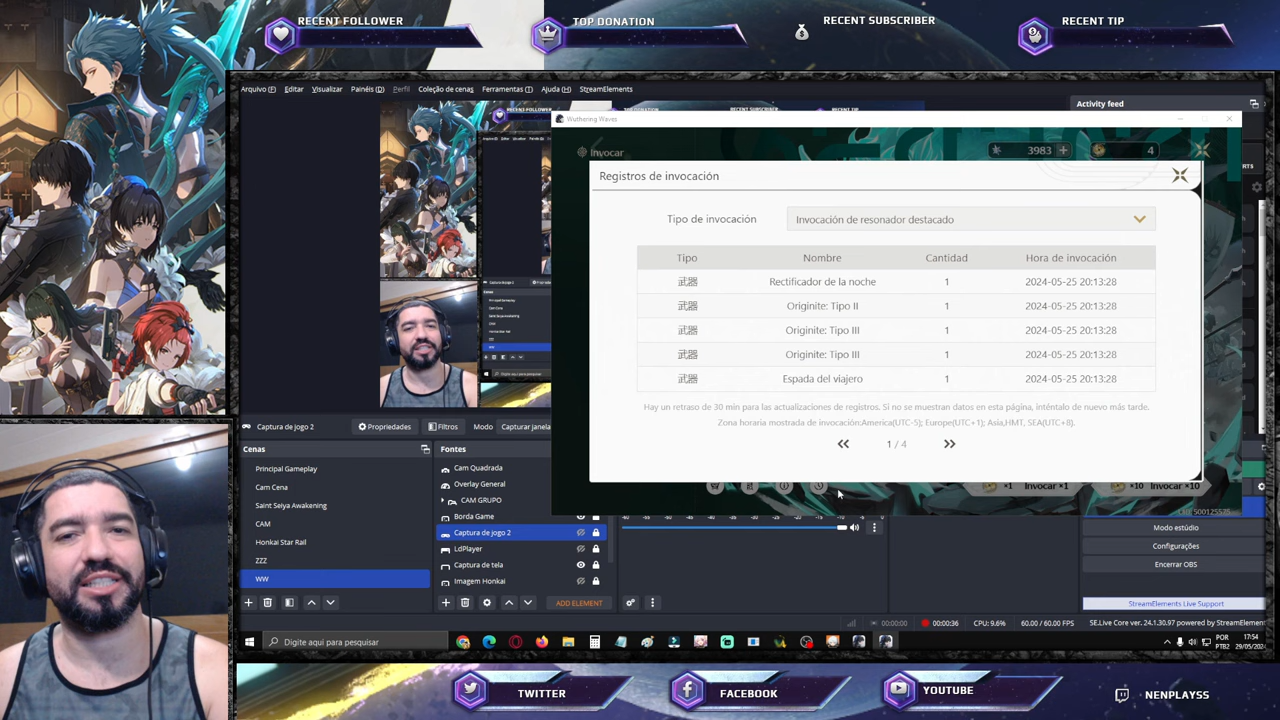 RECENT FOLLOWER
TOP DONATION
RECENT SUBSCRIBER
RECENT TIP
Arquivo (F) Editar Visualizar Painéis (D) Perfil Coleção de cenas Ferramentas (T) Ajuda (H) StreamElements
Activity feed
Wuthering Waves
Invocar
3983
4
Registros de invocación
Tipo de invocación
Invocación de resonador destacado
Tipo Nombre Cantidad Hora de invocación
武器 Rectificador de la noche 1 2024-05-25 20:13:28
武器 Originite: Tipo II 1 2024-05-25 20:13:28
武器 Originite: Tipo III 1 2024-05-25 20:13:28
武器 Originite: Tipo III 1 2024-05-25 20:13:28
武器 Espada del viajero 1 2024-05-25 20:13:28
Hay un retraso de 30 min para las actualizaciones de registros. Si no se muestran datos en esta página, inténtalo de nuevo más tarde.
Zona horaria mostrada de invocación:America(UTC-5); Europe(UTC+1); Asia,HMT, SEA(UTC+8).
1 / 4
×1 Invocar ×1
×10 Invocar ×10
Captura de jogo 2
Propriedades
Filtros
Modo
Capturar janela
Cenas
Principal Gameplay
Cam Cena
Saint Seiya Awakening
CAM
Honkai Star Rail
ZZZ
WW
Fontes
Cam Quadrada
Overlay General
CAM GRUPO
Borda Game
Captura de jogo 2
LdPlayer
Captura de tela
Imagem Honkai
ADD ELEMENT
Modo estúdio
Configurações
Encerrar OBS
StreamElements Live Support
00:00:00
00:00:36
CPU: 9.6%
60.00 / 60.00 FPS
SE.Live Core ver. 24.1.30.97 powered by StreamElemen
Digite aqui para pesquisar
POR
PTB2
17:54
29/05/202
TWITTER
FACEBOOK
YOUTUBE
NENPLAYSS